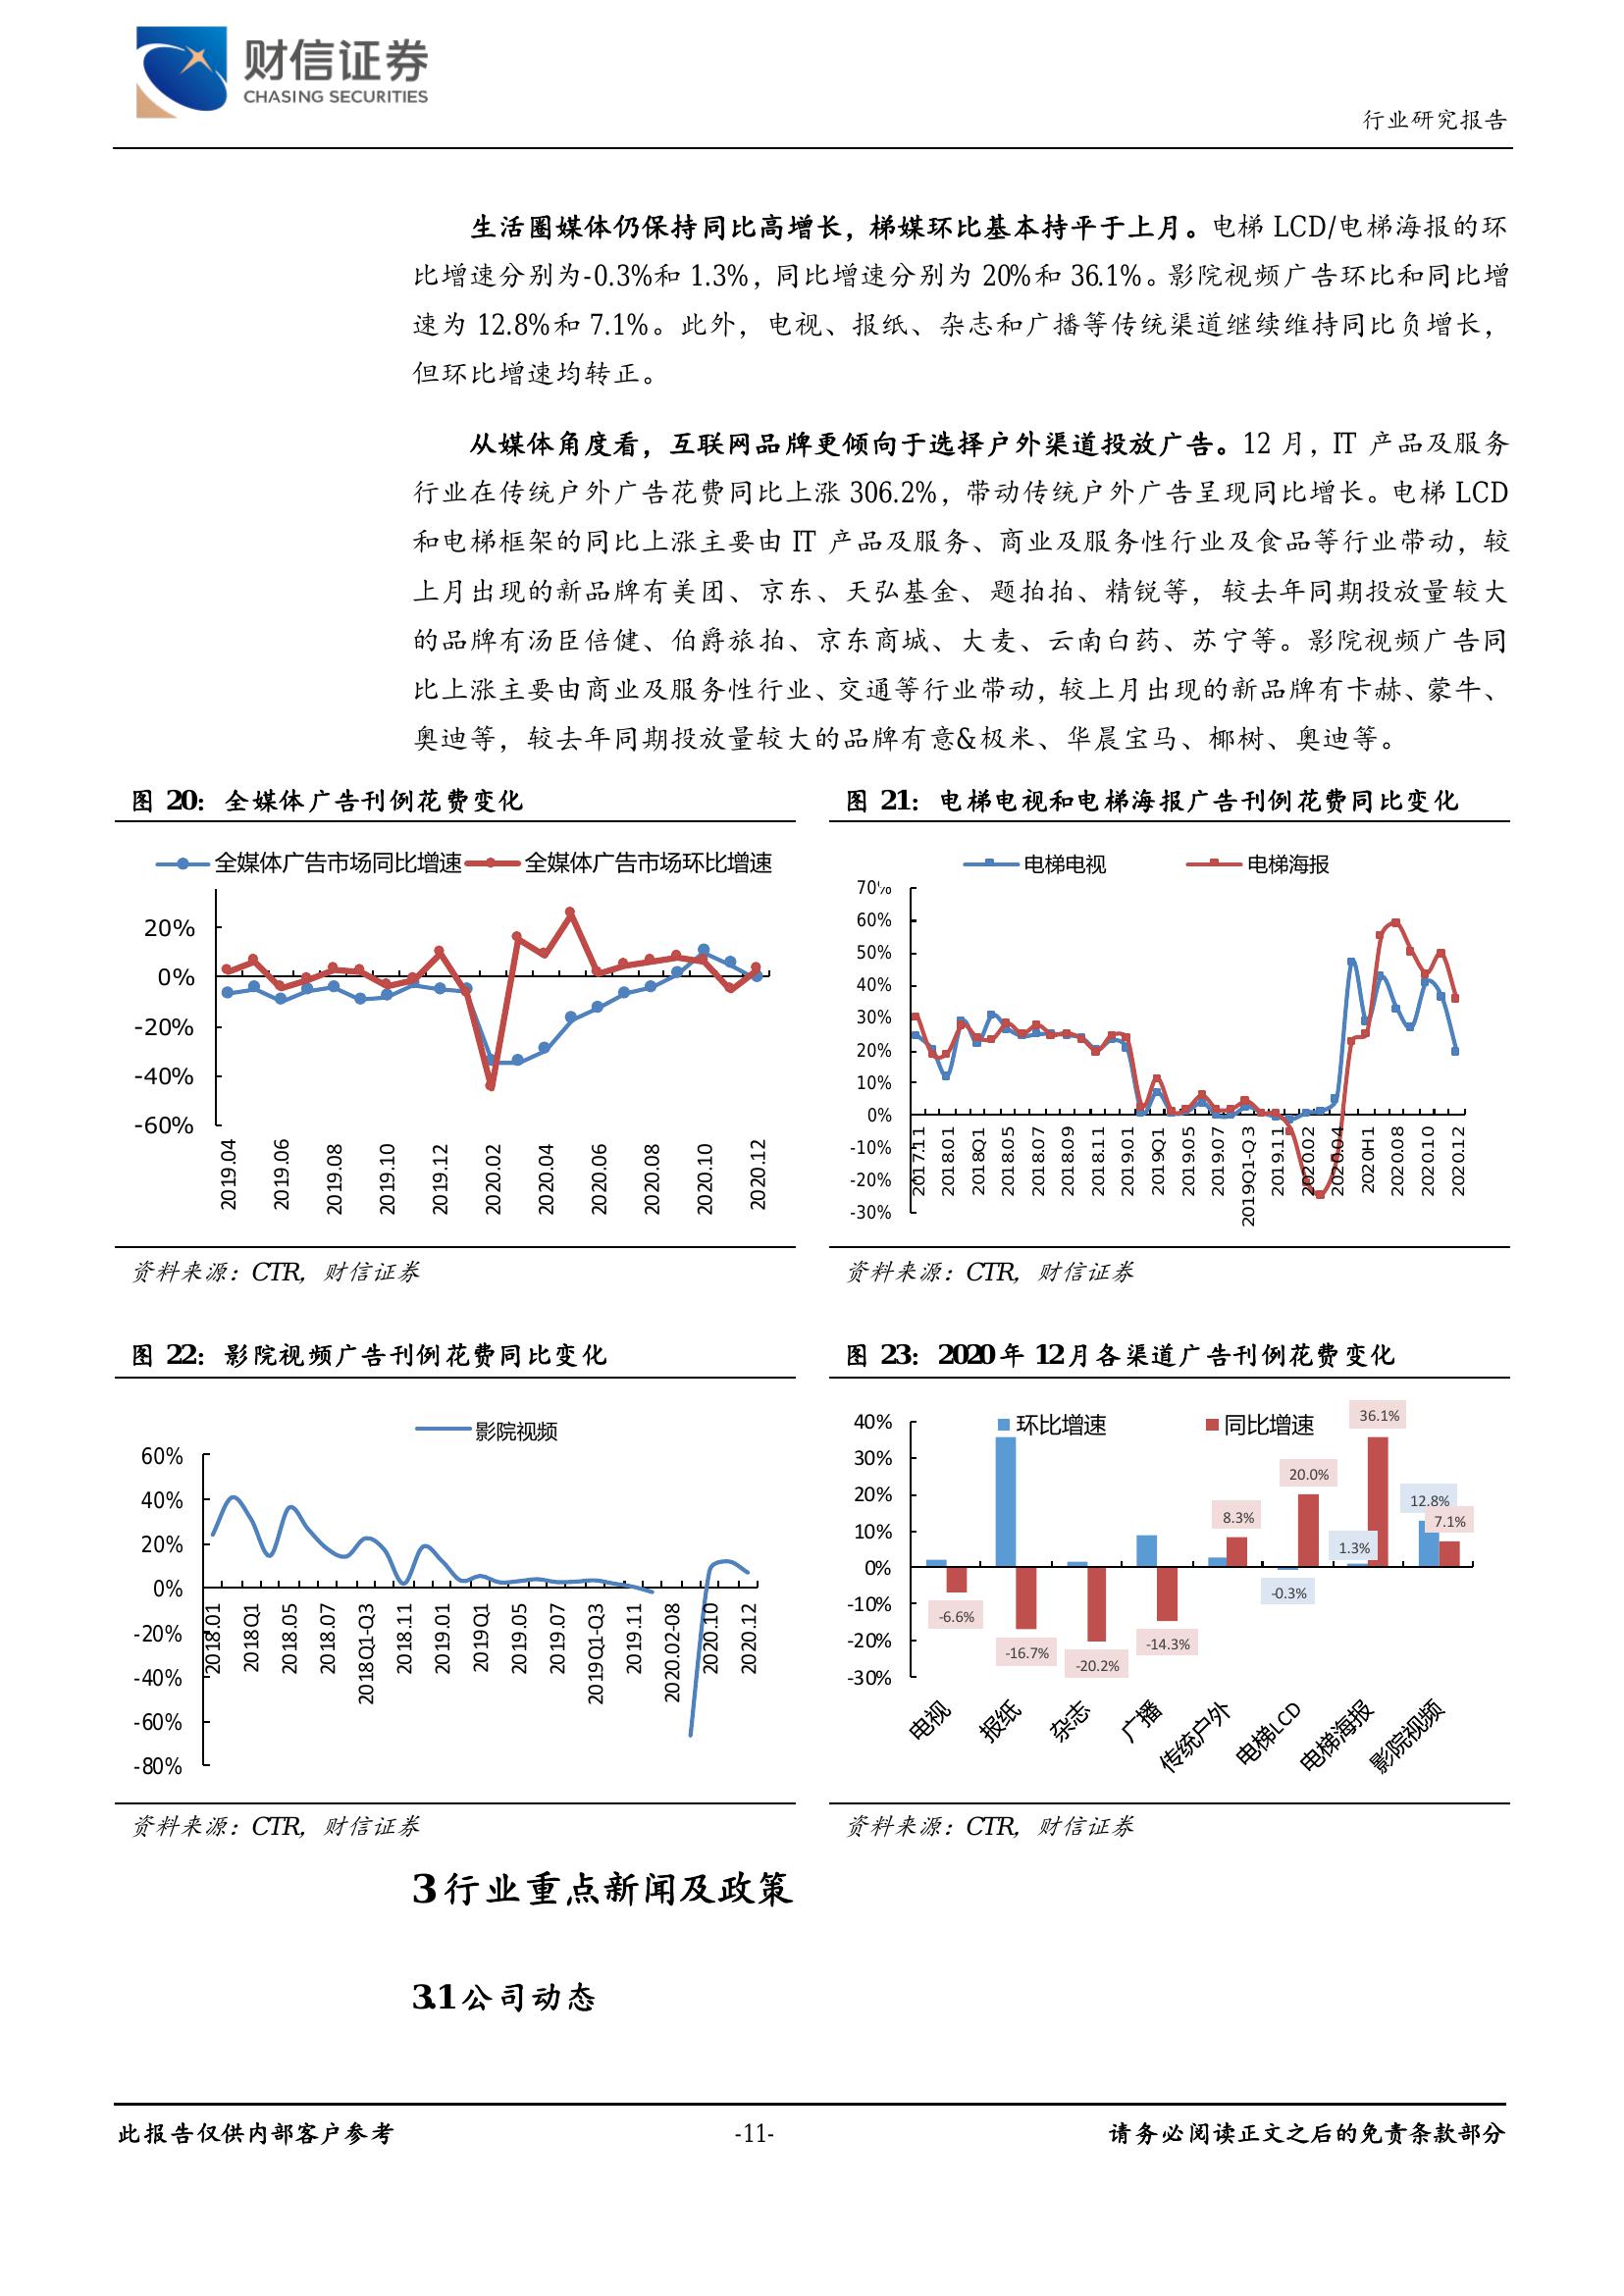 财信证券
CHASING SECURITIES
行业研究报告
生活圈媒体仍保持同比高增长，梯媒环比基本持平于上月。电梯 LCD/电梯海报的环
比增速分别为-0.3%和 1.3%，同比增速分别为 20%和 36.1%。影院视频广告环比和同比增
速为 12.8%和 7.1%。此外，电视、报纸、杂志和广播等传统渠道继续维持同比负增长，
但环比增速均转正。
从媒体角度看，互联网品牌更倾向于选择户外渠道投放广告。12 月，IT 产品及服务
行业在传统户外广告花费同比上涨 306.2%，带动传统户外广告呈现同比增长。电梯 LCD
和电梯框架的同比上涨主要由 IT 产品及服务、商业及服务性行业及食品等行业带动，较
上月出现的新品牌有美团、京东、天弘基金、题拍拍、精锐等，较去年同期投放量较大
的品牌有汤臣倍健、伯爵旅拍、京东商城、大麦、云南白药、苏宁等。影院视频广告同
比上涨主要由商业及服务性行业、交通等行业带动，较上月出现的新品牌有卡赫、蒙牛、
奥迪等，较去年同期投放量较大的品牌有意&极米、华晨宝马、椰树、奥迪等。
图 20：全媒体广告刊例花费变化
全媒体广告市场同比增速 全媒体广告市场环比增速
20%
0%
-20%
-40%
-60%
2019.04 2019.06 2019.08 2019.10 2019.12 2020.02 2020.04 2020.06 2020.08 2020.10 2020.12
资料来源：CTR，财信证券
图 21：电梯电视和电梯海报广告刊例花费同比变化
电梯电视 电梯海报
70%
60%
50%
40%
30%
20%
10%
0%
-10%
-20%
-30%
2017.11 2018.01 2018Q1 2018.05 2018.07 2018.09 2018.11 2019.01 2019Q1 2019.05 2019.07 2019Q1-Q3 2019.11 2020.02 2020.04 2020H1 2020.08 2020.10 2020.12
资料来源：CTR，财信证券
图 22：影院视频广告刊例花费同比变化
影院视频
60%
40%
20%
0%
-20%
-40%
-60%
-80%
2018.01 2018Q1 2018.05 2018.07 2018Q1-Q3 2018.11 2019.01 2019Q1 2019.05 2019.07 2019Q1-Q3 2019.11 2020.02-08 2020.10 2020.12
资料来源：CTR，财信证券
图 23：2020 年 12 月各渠道广告刊例花费变化
环比增速 同比增速
40%
30%
20%
10%
0%
-10%
-20%
-30%
-6.6%
-16.7%
-20.2%
-14.3%
8.3%
-0.3%
20.0%
1.3%
36.1%
12.8%
7.1%
电视 报纸 杂志 广播 传统户外 电梯LCD 电梯海报 影院视频
资料来源：CTR，财信证券
3 行业重点新闻及政策
3.1 公司动态
此报告仅供内部客户参考
-11-
请务必阅读正文之后的免责条款部分